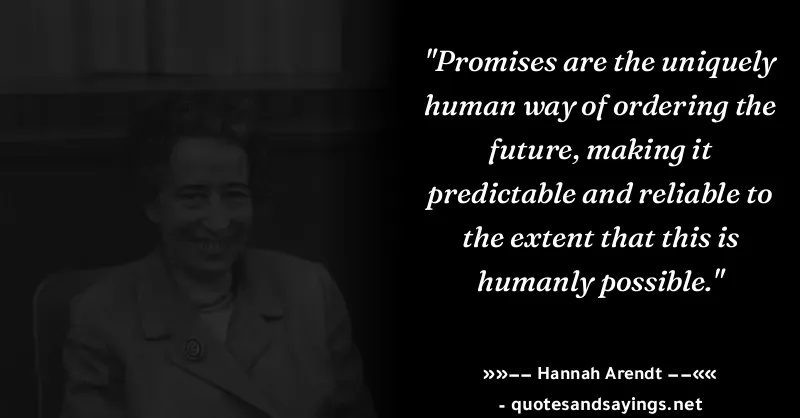 "Promises are the uniquely
human way of ordering the
future, making it
predictable and reliable to
the extent that this is
humanly possible."
»»–– Hannah Arendt ––««
- quotesandsayings.net